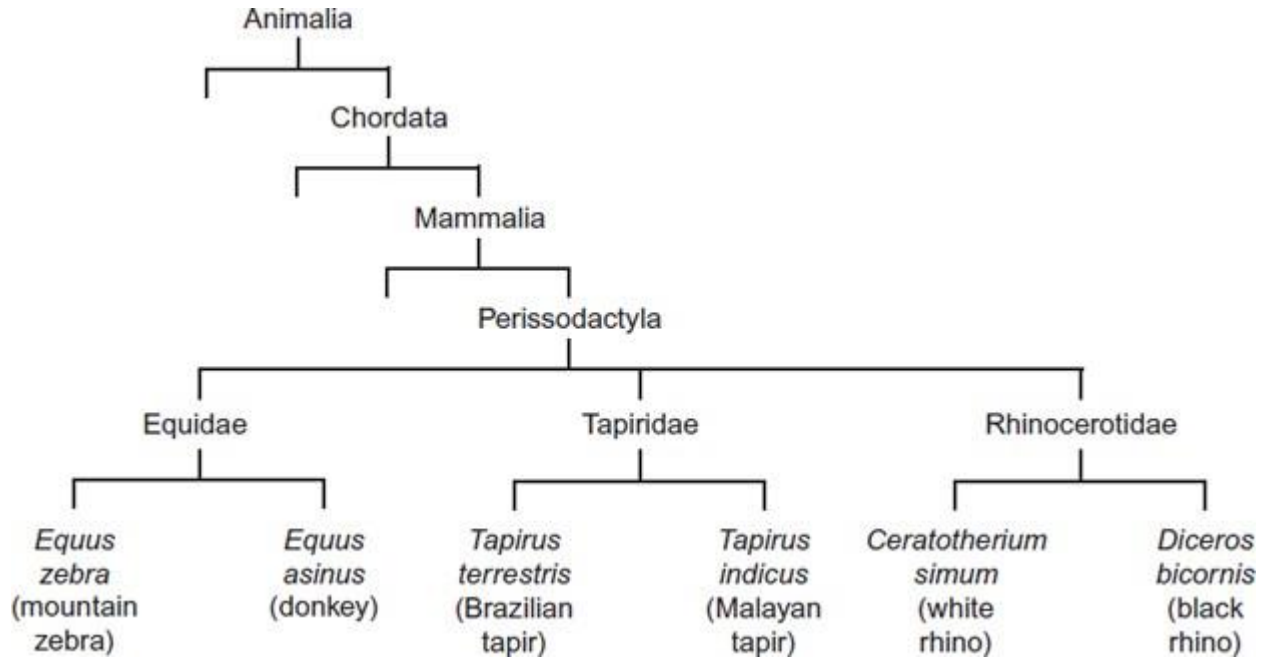 Animalia
Chordata
Mammalia
Perissodactyla
Equidae
Tapiridae
Rhinocerotidae
Equus
zebra
(mountain
zebra)
Equus
asinus
(donkey)
Tapirus
terrestris
(Brazilian
tapir)
Tapirus
indicus
(Malayan
tapir)
Ceratotherium
simum
(white
rhino)
Diceros
bicornis
(black
rhino)